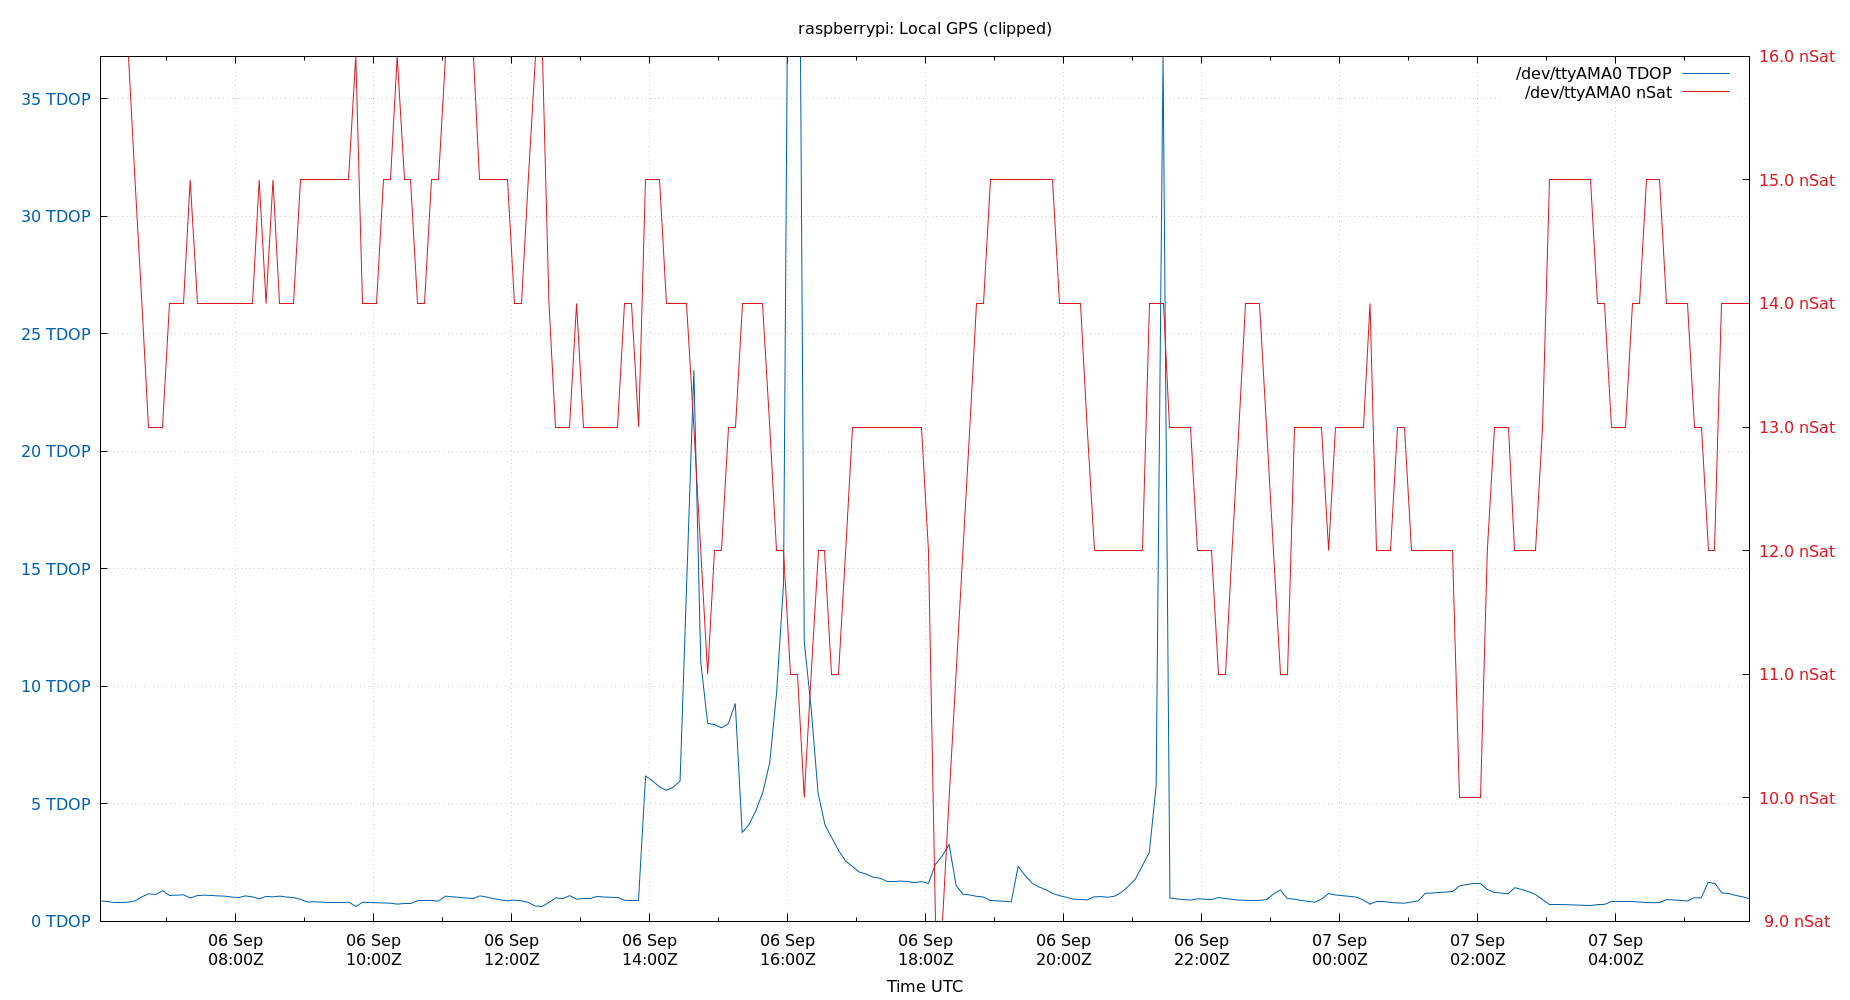 raspberrypi: Local GPS (clipped)
/dev/ttyAMA0 TDOP
/dev/ttyAMA0 nSat
35 TDOP
30 TDOP
25 TDOP
20 TDOP
15 TDOP
10 TDOP
5 TDOP
0 TDOP
16.0 nSat
15.0 nSat
14.0 nSat
13.0 nSat
12.0 nSat
11.0 nSat
10.0 nSat
9.0 nSat
06 Sep
08:00Z
06 Sep
10:00Z
06 Sep
12:00Z
06 Sep
14:00Z
06 Sep
16:00Z
06 Sep
18:00Z
06 Sep
20:00Z
06 Sep
22:00Z
07 Sep
00:00Z
07 Sep
02:00Z
07 Sep
04:00Z
Time UTC